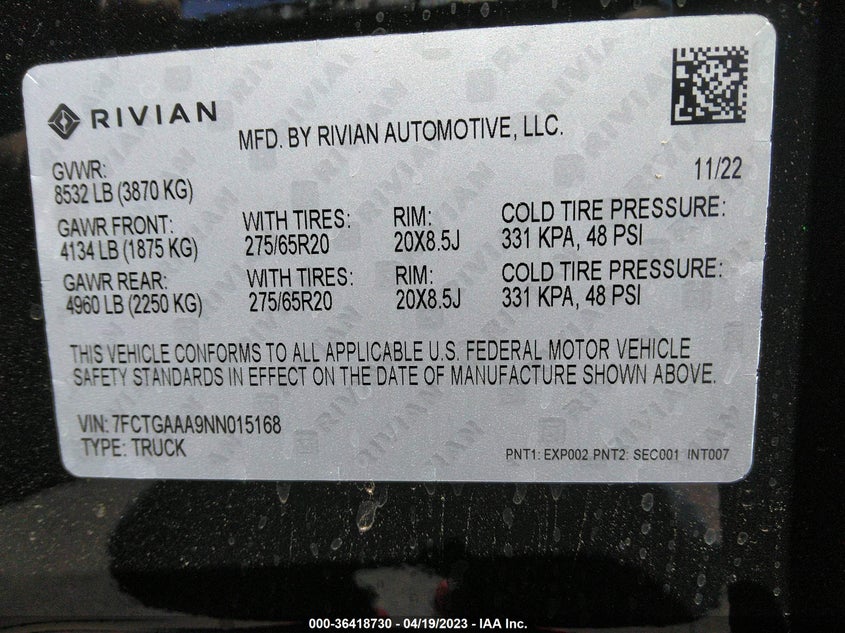 RIVIAN
MFD. BY RIVIAN AUTOMOTIVE, LLC.
11/22
GVWR:
8532 LB (3870 KG)
GAWR FRONT: WITH TIRES: RIM: COLD TIRE PRESSURE:
4134 LB (1875 KG) 275/65R20 20X8.5J 331 KPA, 48 PSI
GAWR REAR: WITH TIRES: RIM: COLD TIRE PRESSURE:
4960 LB (2250 KG) 275/65R20 20X8.5J 331 KPA, 48 PSI
THIS VEHICLE CONFORMS TO ALL APPLICABLE U.S. FEDERAL MOTOR VEHICLE
SAFETY STANDARDS IN EFFECT ON THE DATE OF MANUFACTURE SHOWN ABOVE.
VIN: 7FCTGAAA9NN015168
TYPE: TRUCK
PNT1: EXP002 PNT2: SEC001 INT007
000-36418730 - 04/19/2023 - IAA Inc.